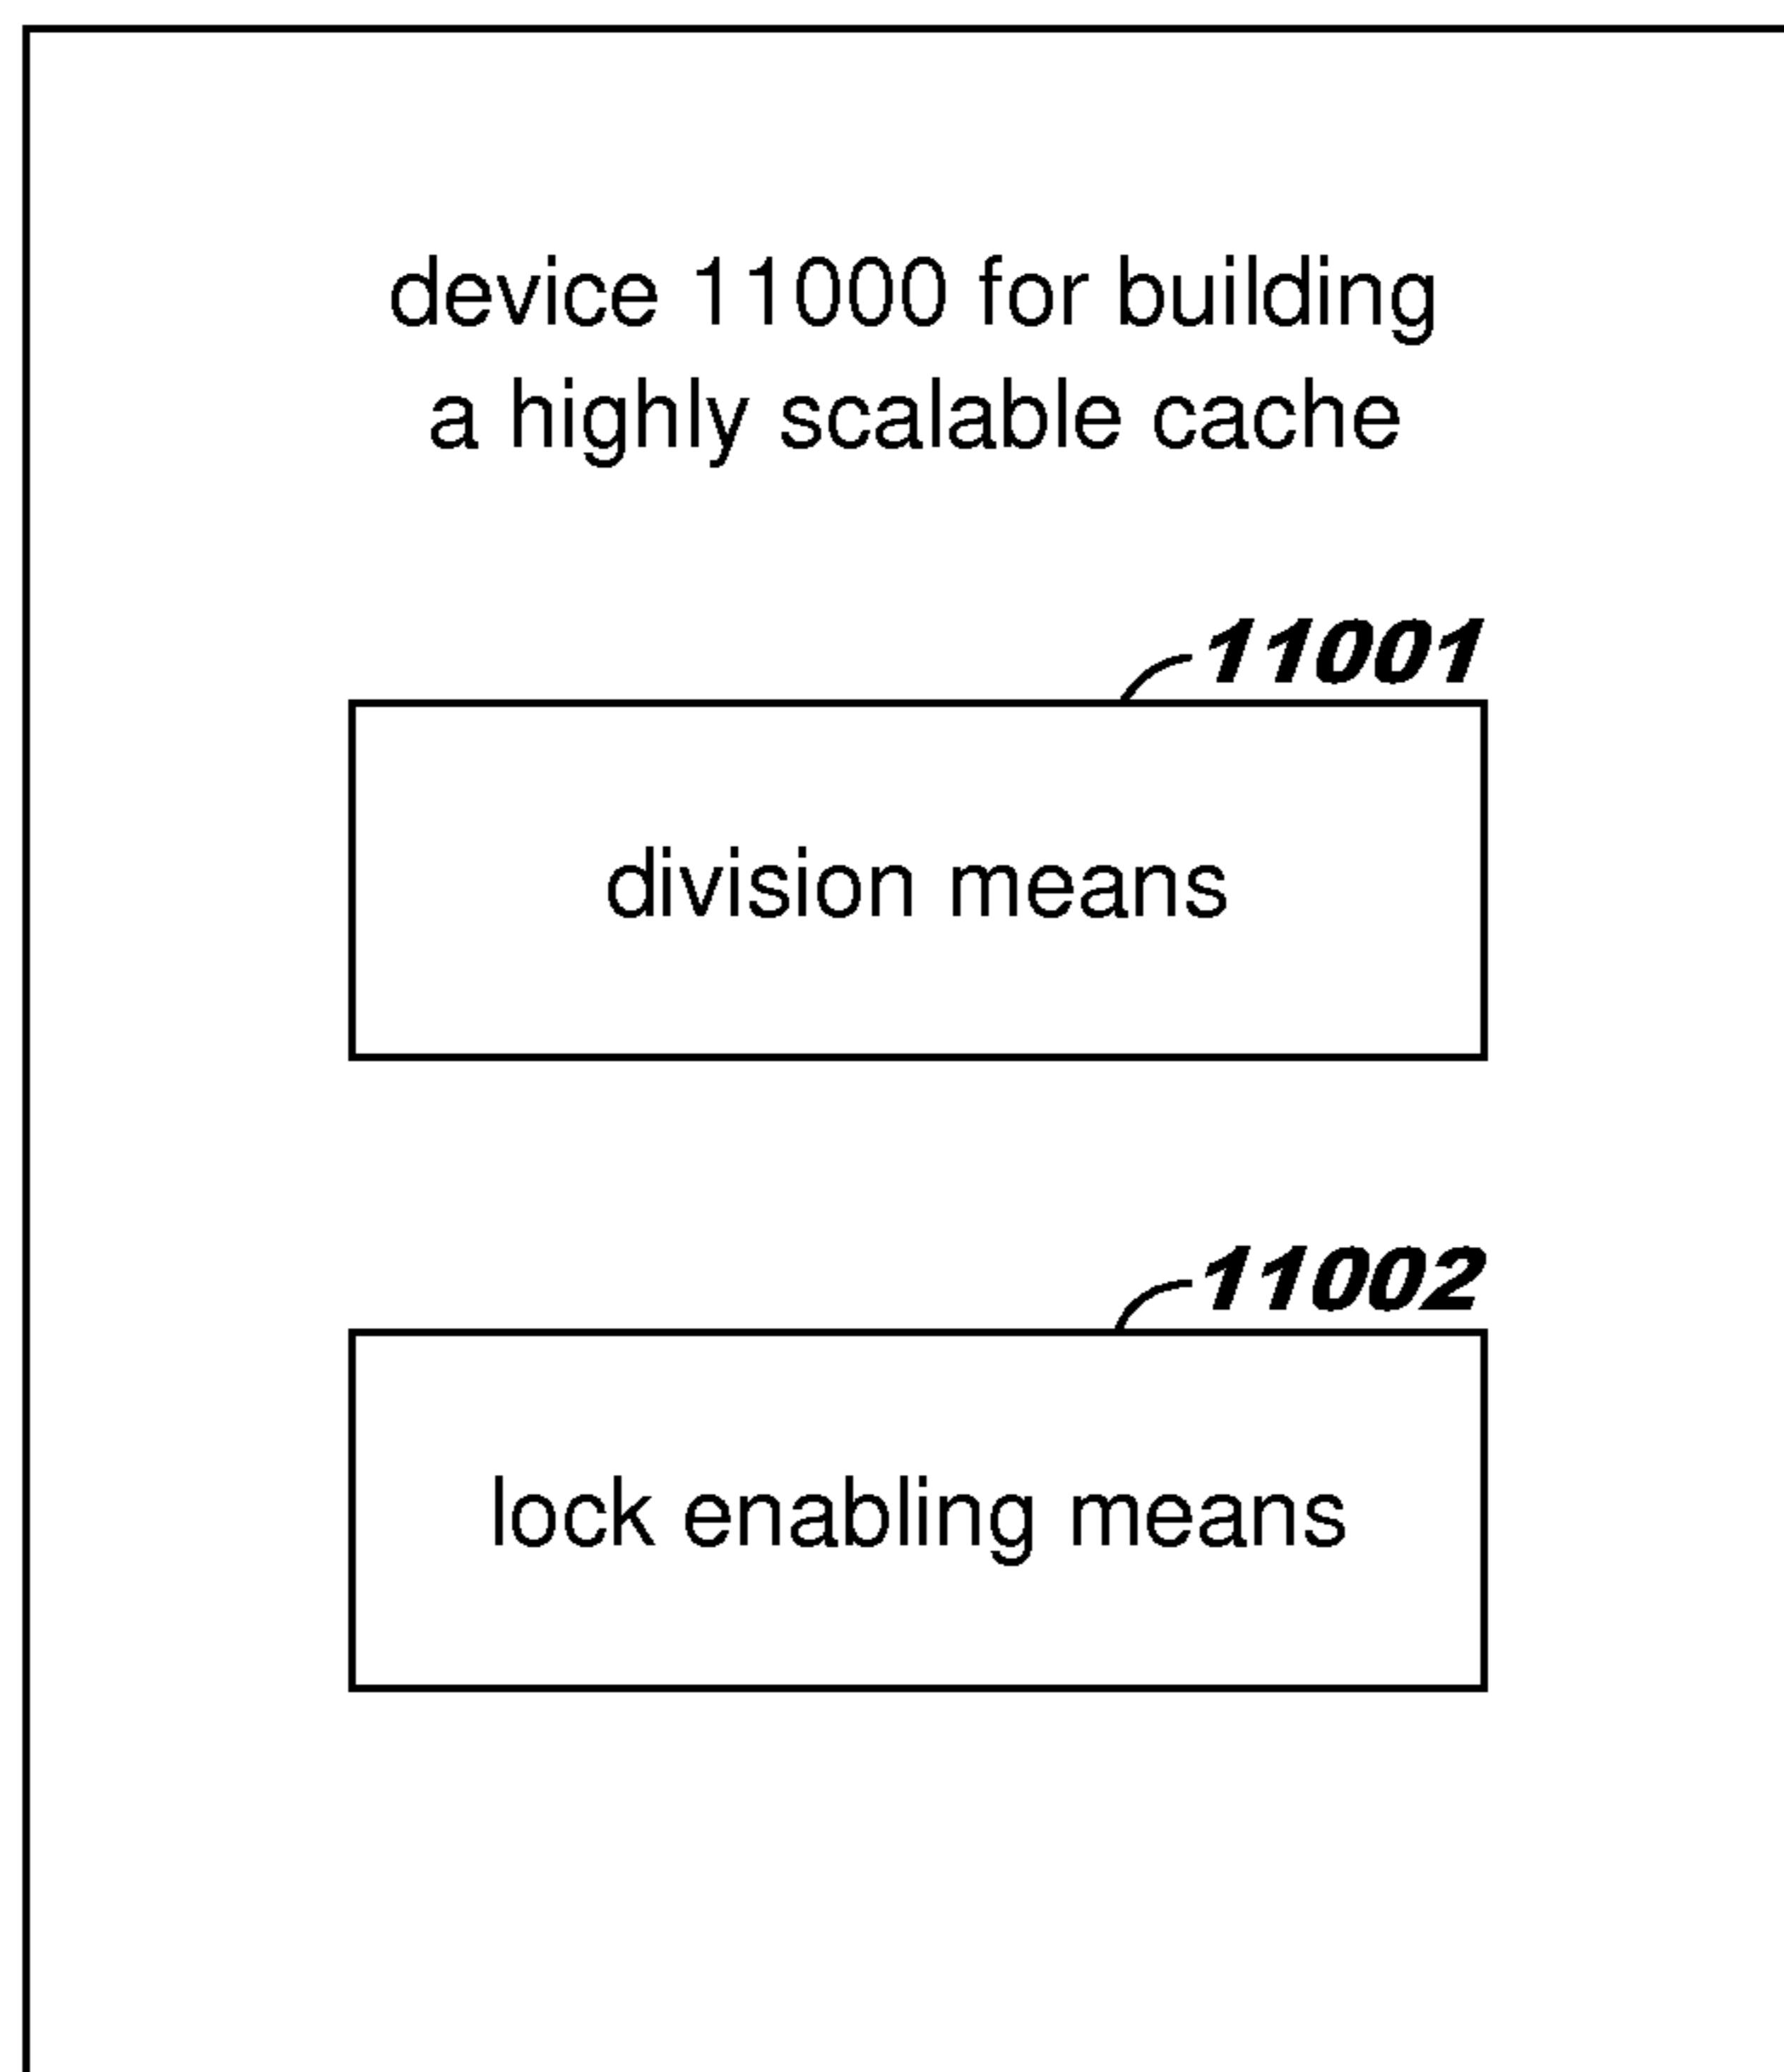 device 11000 for building
a highly scalable cache
11001
division means
11002
lock enabling means